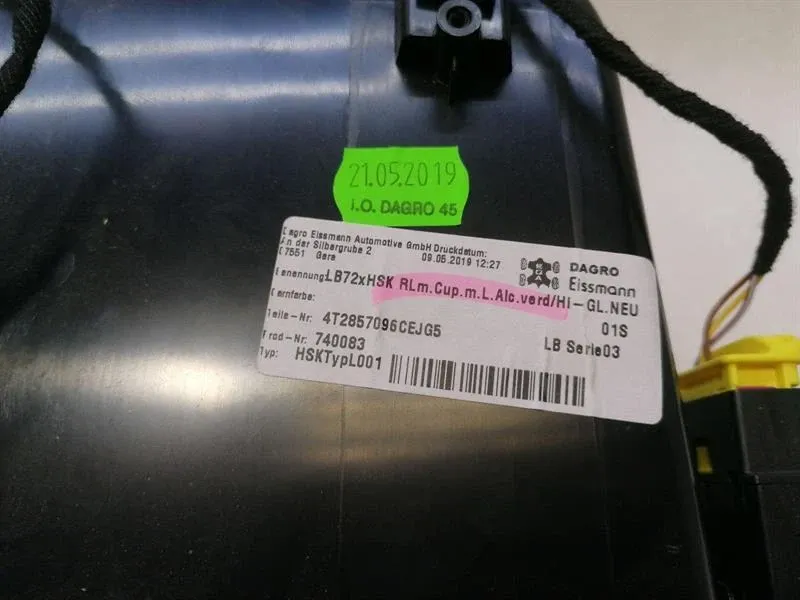 21.05.2019
i.O. DAGRO 45
Dagro Eissmann Automotive GmbH Druckdatum:
An der Silbergrube 2 09.05.2019 12:27
07551 Gera
DAGRO
Eissmann
Benennung: LB72xHSK RLm.Cup.m.L.Alc.verd/Hi-GL.NEU
Kernfarbe: 01S
Teile-Nr: 4T2857096CEJG5 LB Serie03
Prod-Nr: 740083
Typ: HSKTypL001